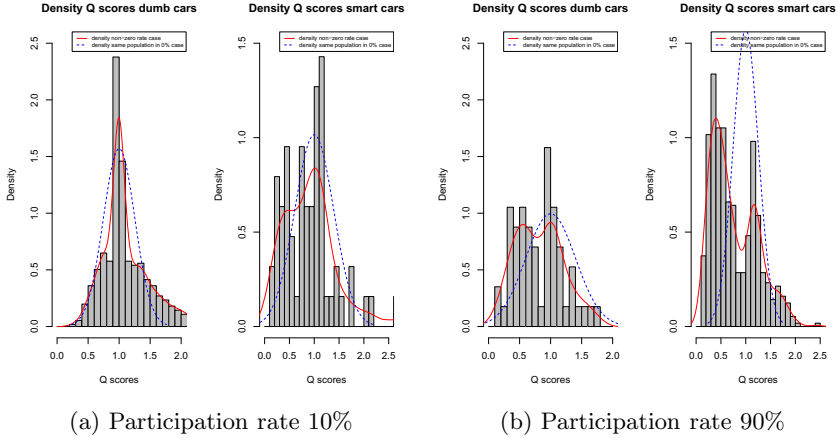 Density Q scores dumb cars
Density Q scores smart cars
Density Q scores dumb cars
Density Q scores smart cars
density non-zero rate case
density same population in 0% case
density non-zero rate case
density same population in 0% case
density non-zero rate case
density same population in 0% case
density non-zero rate case
density same population in 0% case
Density
0.0 0.5 1.0 1.5 2.0 2.5
0.0 0.5 1.0 1.5 2.0
Q scores
Density
0.0 0.5 1.0 1.5
0.0 0.5 1.0 1.5 2.0 2.5
Q scores
Density
0.0 0.5 1.0 1.5 2.0 2.5
0.0 0.5 1.0 1.5 2.0
Q scores
Density
0.0 0.5 1.0 1.5
0.0 0.5 1.0 1.5 2.0 2.5
Q scores
(a) Participation rate 10%
(b) Participation rate 90%